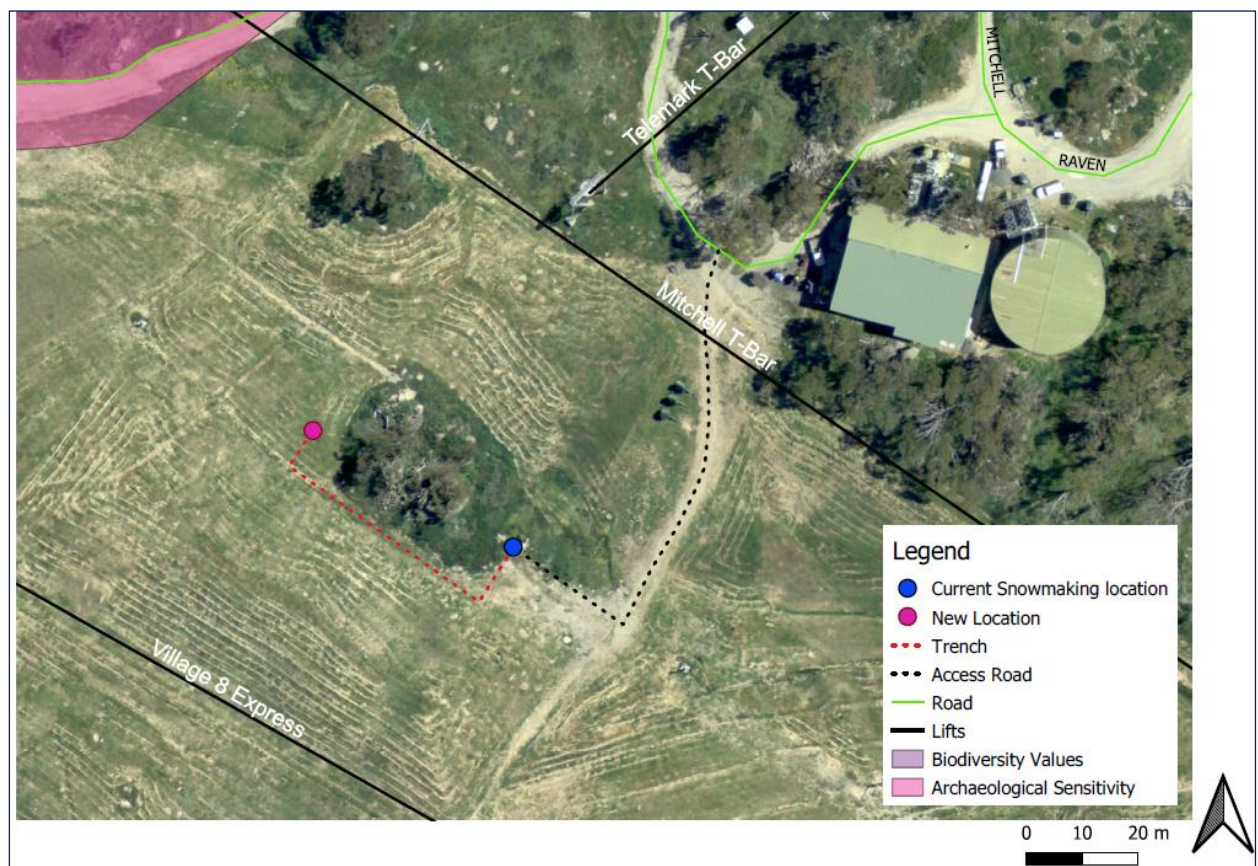 Telemark T-Bar
MITCHELL
RAVEN
Mitchell T-Bar
Village 8 Express
Legend
Current Snowmaking location
New Location
Trench
Access Road
Road
Lifts
Biodiversity Values
Archaeological Sensitivity
0 10 20 m